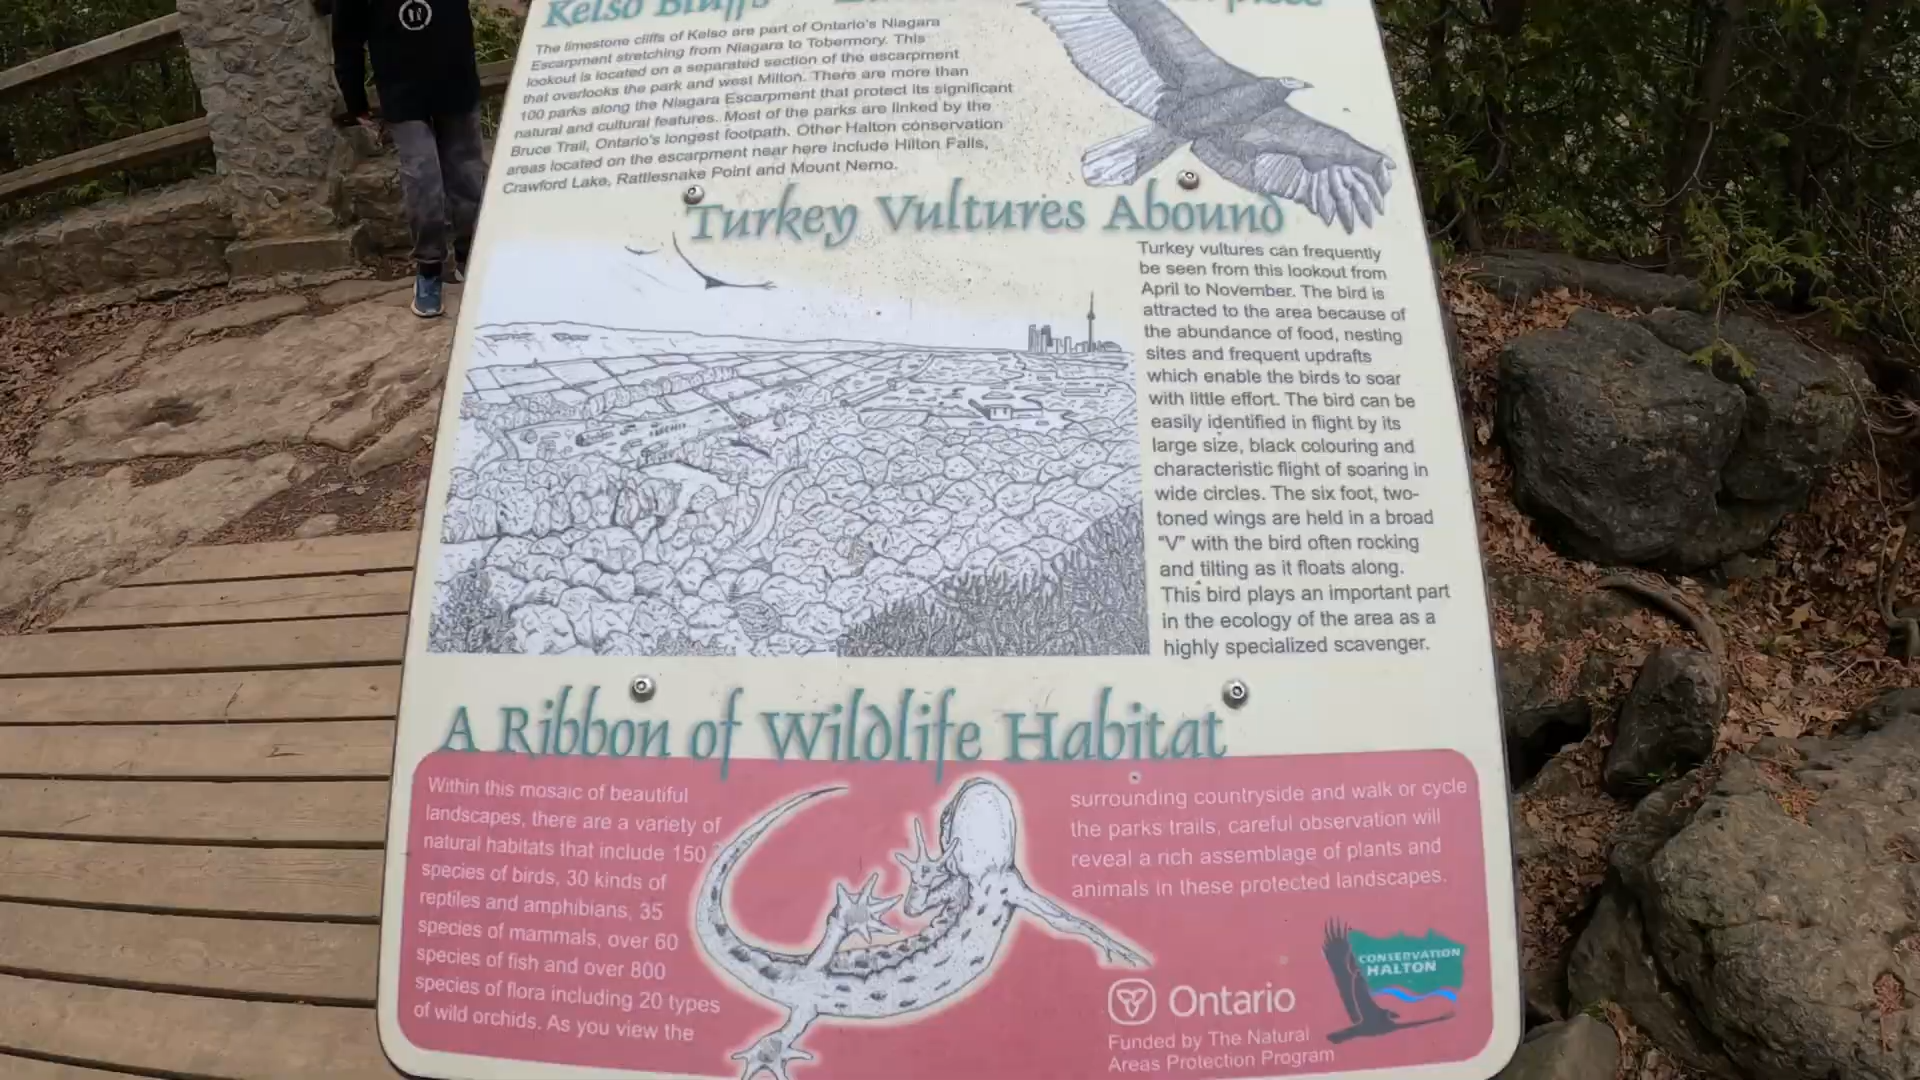 Kelso Bluffs
The limestone cliffs of Kelso are part of Ontario's Niagara
Escarpment stretching from Niagara to Tobermory. This
lookout is located on a separated section of the escarpment
that overlooks the park and west Milton. There are more than
100 parks along the Niagara Escarpment that protect its significant
natural and cultural features. Most of the parks are linked by the
Bruce Trail, Ontario's longest footpath. Other Halton conservation
areas located on the escarpment near here include Hilton Falls,
Crawford Lake, Rattlesnake Point and Mount Nemo.
Turkey Vultures Abound
Turkey vultures can frequently
be seen from this lookout from
April to November. The bird is
attracted to the area because of
the abundance of food, nesting
sites and frequent updrafts
which enable the birds to soar
with little effort. The bird can be
easily identified in flight by its
large size, black colouring and
characteristic flight of soaring in
wide circles. The six foot, two-
toned wings are held in a broad
"V" with the bird often rocking
and tilting as it floats along.
This bird plays an important part
in the ecology of the area as a
highly specialized scavenger.
A Ribbon of Wildlife Habitat
Within this mosaic of beautiful
landscapes, there are a variety of
natural habitats that include 150
species of birds, 30 kinds of
reptiles and amphibians, 35
species of mammals, over 60
species of fish and over 800
species of flora including 20 types
of wild orchids. As you view the
surrounding countryside and walk or cycle
the parks trails, careful observation will
reveal a rich assemblage of plants and
animals in these protected landscapes.
Ontario
Funded by The Natural
Areas Protection Program
CONSERVATION
HALTON